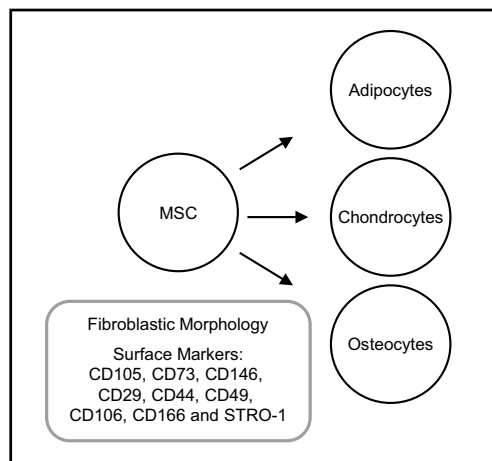 Adipocytes
MSC
Chondrocytes
Osteocytes
Fibroblastic Morphology
Surface Markers:
CD105, CD73, CD146,
CD29, CD44, CD49,
CD106, CD166 and STRO-1